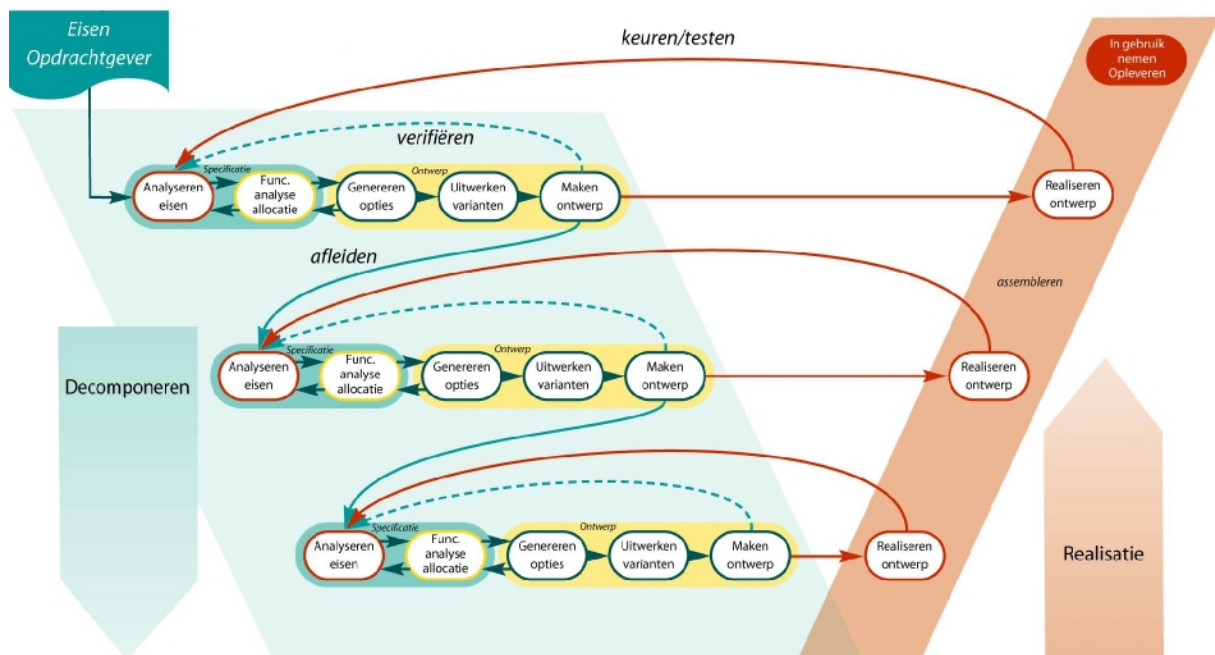 Eisen
Opdrachtgever
keuren/testen
In gebruik
nemen
Opleveren
verifiëren
Specificatie
Ontwerp
Analyseren
eisen
Func.
analyse
allocatie
Genereren
opties
Uitwerken
varianten
Maken
ontwerp
Realiseren
ontwerp
afleiden
assembleren
Specificatie
Ontwerp
Analyseren
eisen
Func.
analyse
allocatie
Genereren
opties
Uitwerken
varianten
Maken
ontwerp
Realiseren
ontwerp
Decomponeren
Specificatie
Ontwerp
Analyseren
eisen
Func.
analyse
allocatie
Genereren
opties
Uitwerken
varianten
Maken
ontwerp
Realiseren
ontwerp
Realisatie